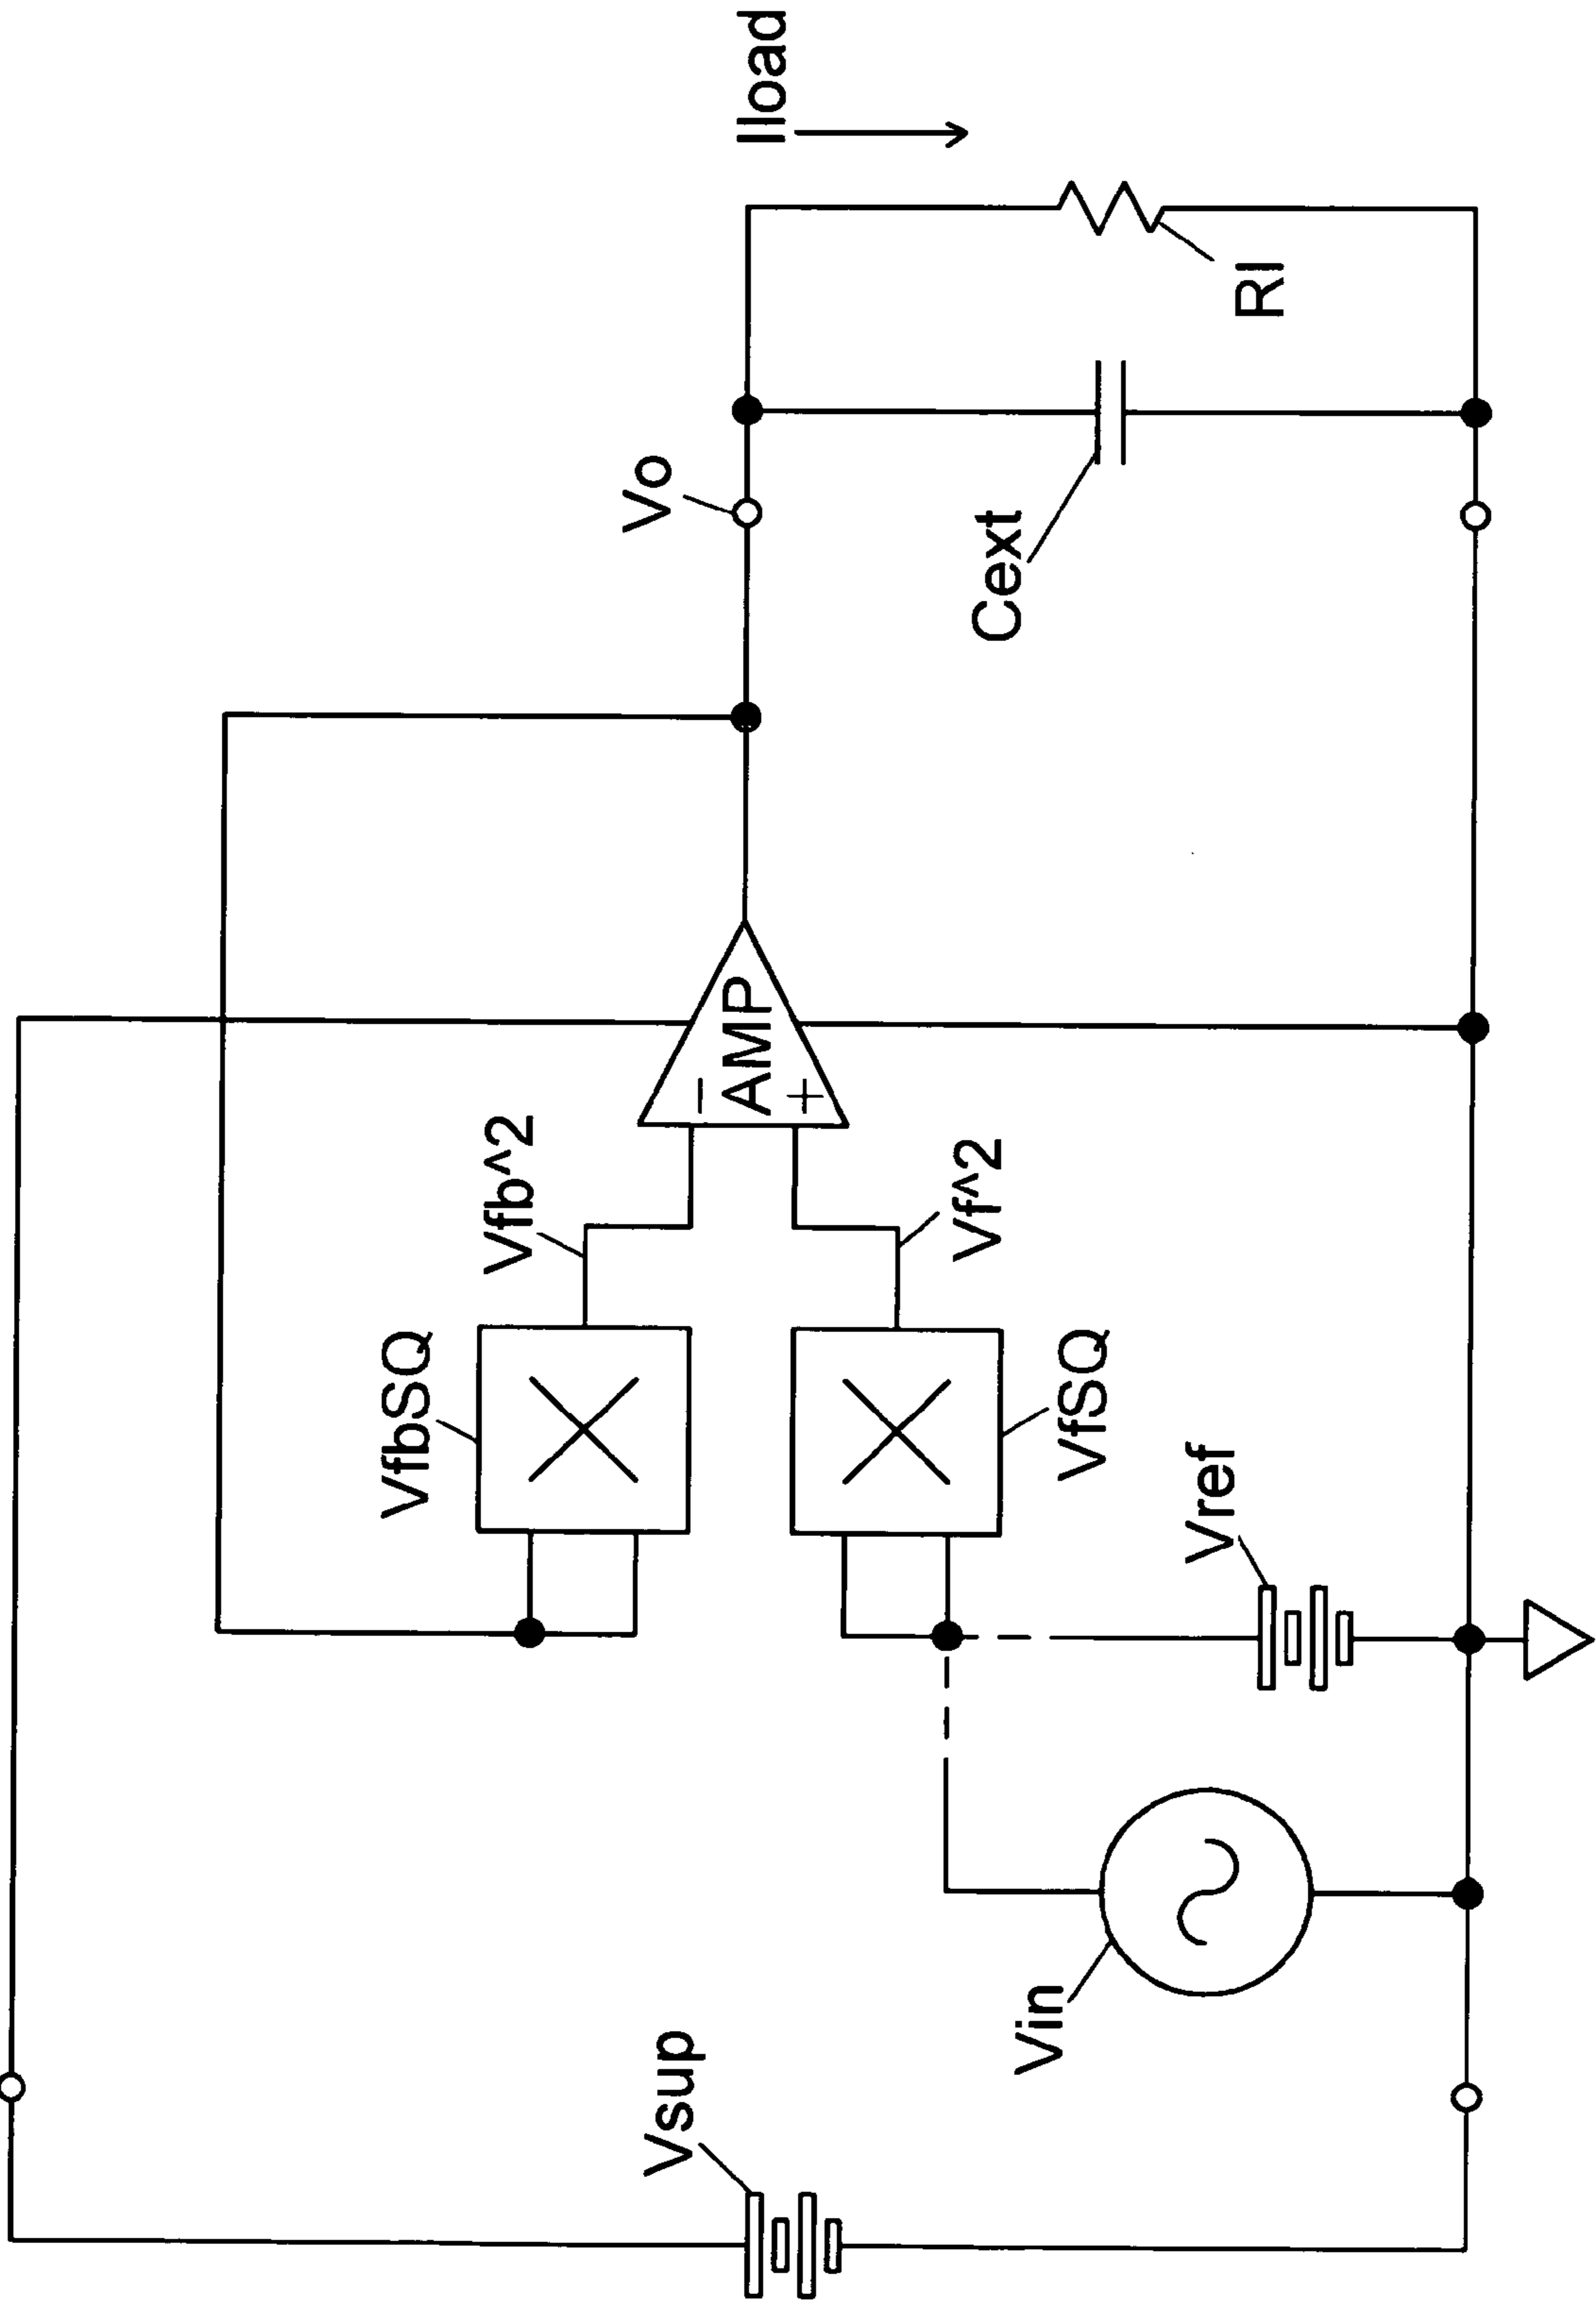 Vsup
Vin
Vref
VfbSQ
VfSQ
Vfb^2
Vf^2
−
AMP
+
Vo
Cext
Rl
Iload